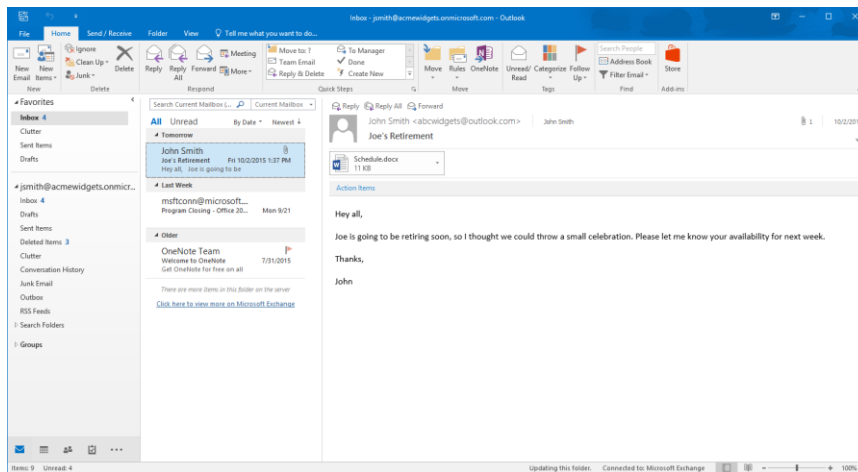 Inbox - jsmith@acmewidgets.onmicrosoft.com - Outlook
File Home Send / Receive Folder View Tell me what you want to do...
New Email
New Items
Ignore
Clean Up
Junk
Delete
Reply
Reply All
Forward
Meeting
More
Move to: ?
Team Email
Reply & Delete
To Manager
Done
Create New
Move
Rules
OneNote
Unread/ Read
Categorize
Follow Up
Search People
Address Book
Filter Email
Store
New Delete Respond Quick Steps Move Tags Find Add-ins
Favorites
Inbox 4
Clutter
Sent Items
Drafts
jsmith@acmewidgets.onmicr...
Inbox 4
Drafts
Sent Items
Deleted Items 3
Clutter
Conversation History
Junk Email
Outbox
RSS Feeds
Search Folders
Groups
Search Current Mailbox (... Current Mailbox
All Unread By Date Newest ↓
Tomorrow
John Smith
Joe's Retirement Fri 10/2/2015 1:37 PM
Hey all, Joe is going to be
Last Week
msftconn@microsoft....
Program Closing - Office 20... Mon 9/21
Older
OneNote Team
Welcome to OneNote 7/31/2015
Get OneNote for free on all
There are more items in this folder on the server
Click here to view more on Microsoft Exchange
Reply Reply All Forward
John Smith <abcwidgets@outlook.com> John Smith 1 10/2/201
Joe's Retirement
Schedule.docx
11 KB
Action Items
Hey all,
Joe is going to be retiring soon, so I thought we could throw a small celebration. Please let me know your availability for next week.
Thanks,
John
Items: 9 Unread: 4 Updating this folder. Connected to: Microsoft Exchange 100%